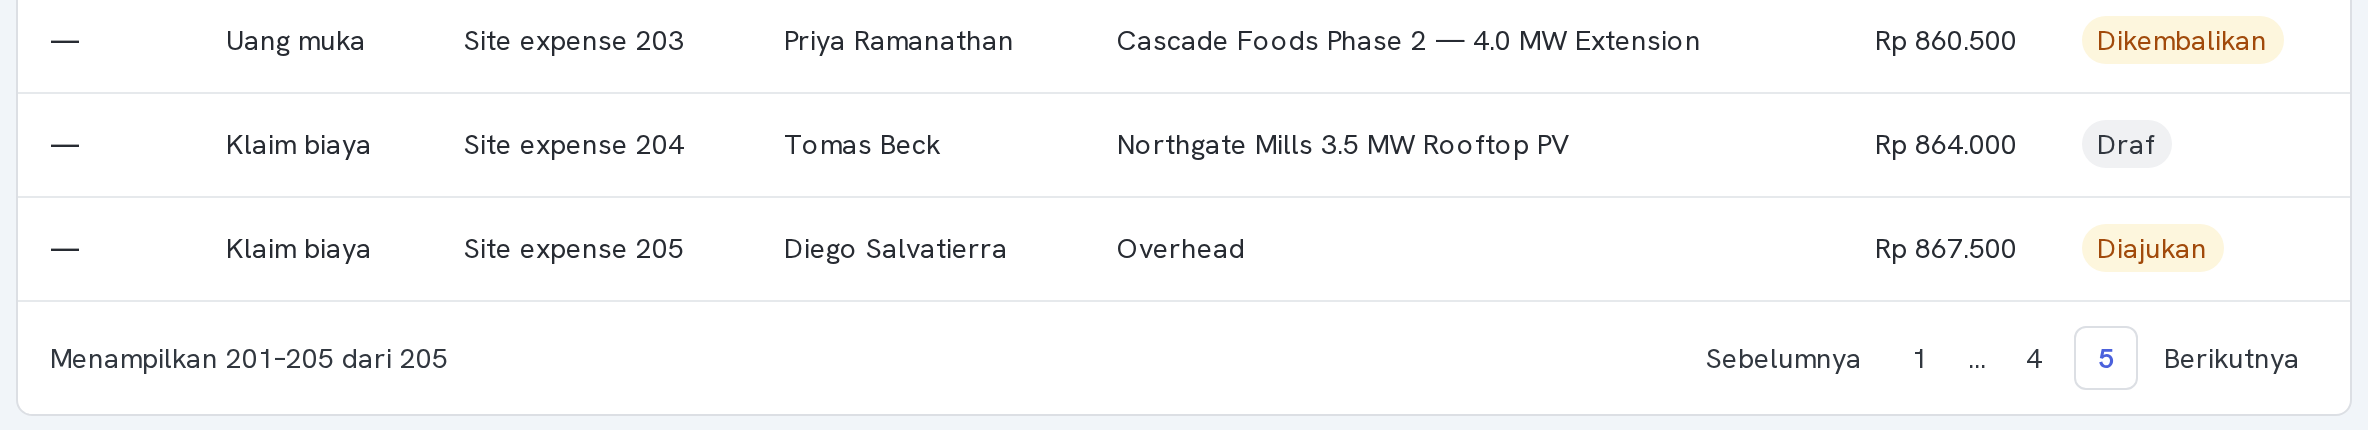 — Uang muka Site expense 203 Priya Ramanathan Cascade Foods Phase 2 — 4.0 MW Extension Rp 860.500 Dikembalikan
— Klaim biaya Site expense 204 Tomas Beck Northgate Mills 3.5 MW Rooftop PV Rp 864.000 Draf
— Klaim biaya Site expense 205 Diego Salvatierra Overhead Rp 867.500 Diajukan
Menampilkan 201–205 dari 205 Sebelumnya 1 ... 4 5 Berikutnya